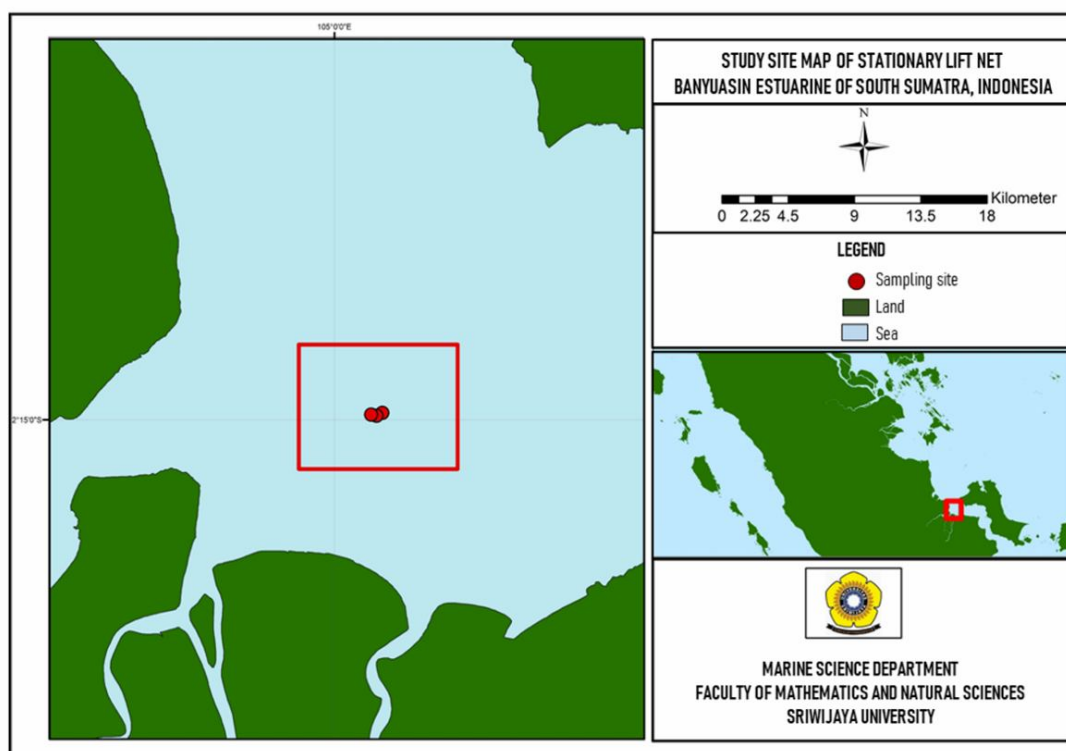 105°0'0"E
2°15'0"S
STUDY SITE MAP OF STATIONARY LIFT NET
BANYUASIN ESTUARINE OF SOUTH SUMATRA, INDONESIA
N
Kilometer
0 2.25 4.5 9 13.5 18
LEGEND
Sampling site
Land
Sea
MARINE SCIENCE DEPARTMENT
FACULTY OF MATHEMATICS AND NATURAL SCIENCES
SRIWIJAYA UNIVERSITY